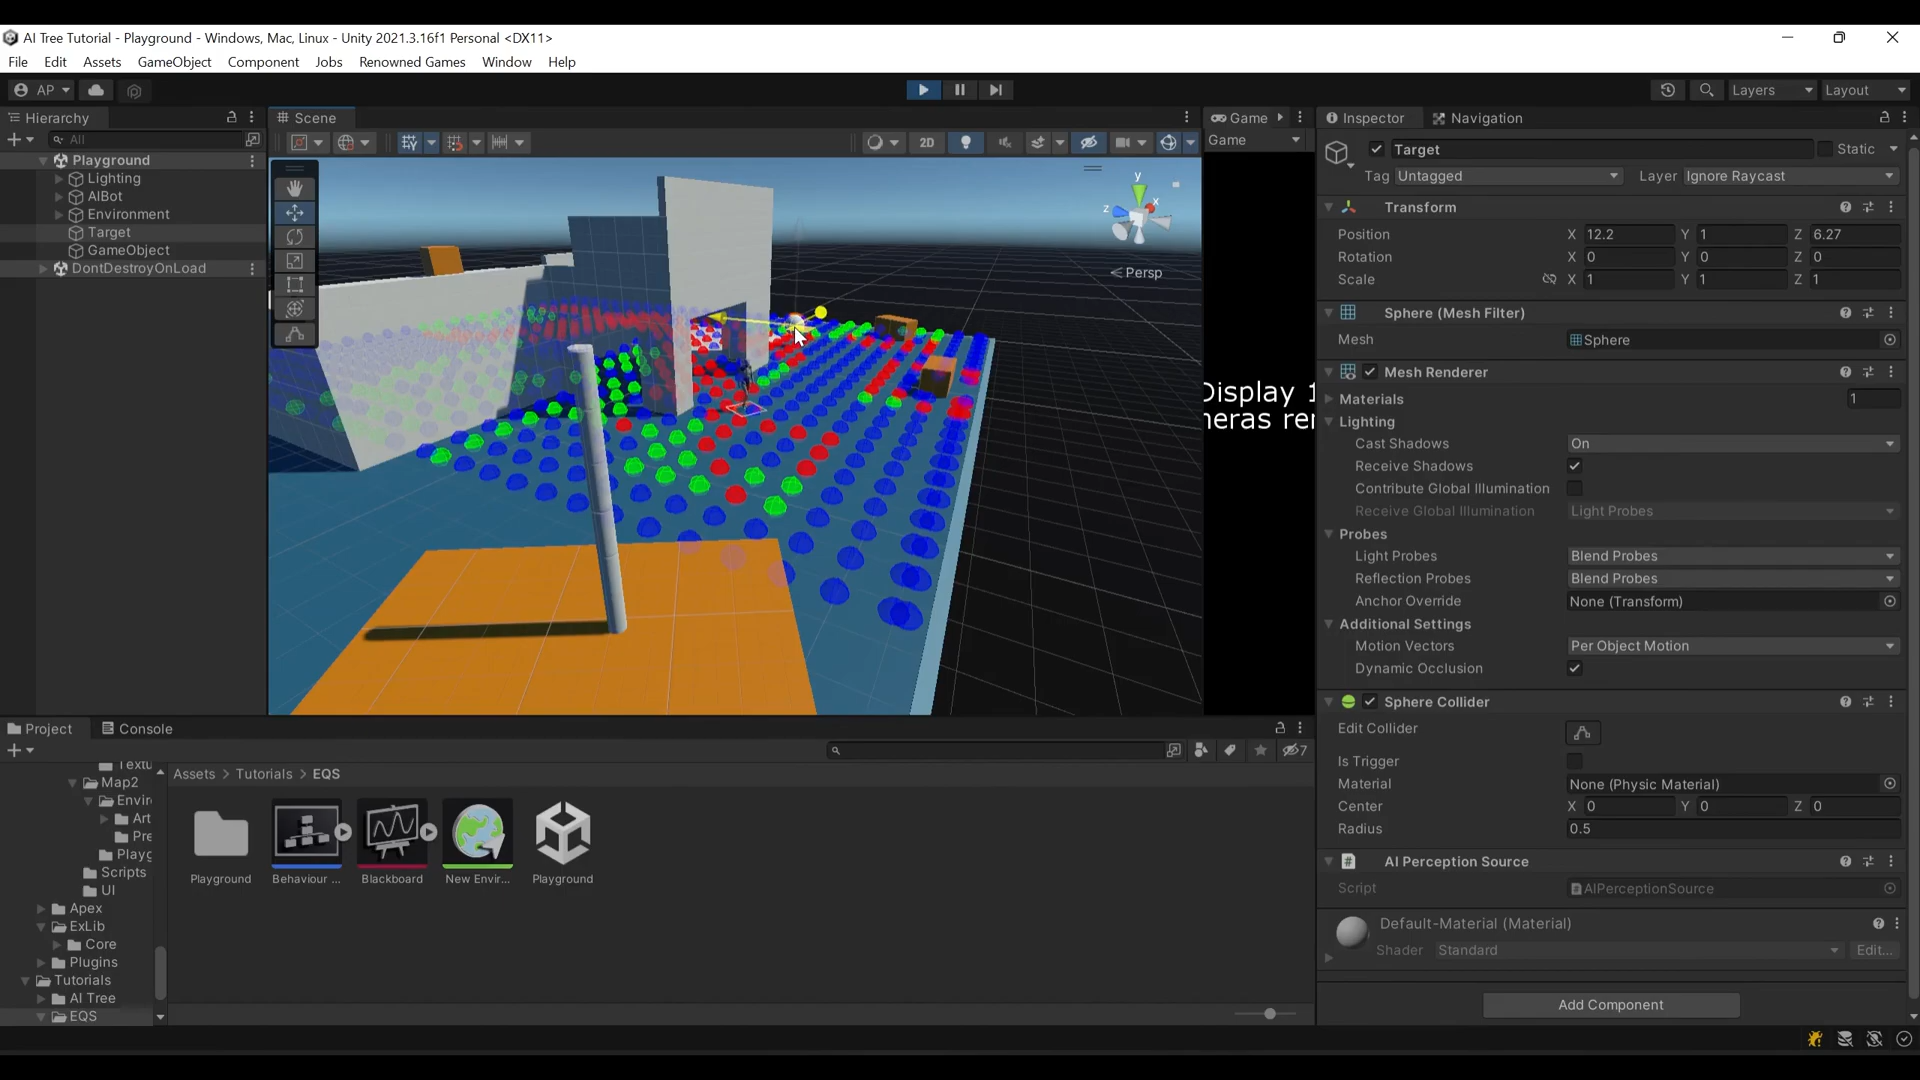 AI Tree Tutorial - Playground - Windows, Mac, Linux - Unity 2021.3.16f1 Personal <DX11>
File Edit Assets GameObject Component Jobs Renowned Games Window Help
AP Layers Layout
Hierarchy Scene Game Inspector Navigation
All 2D Game Target Static
Tag Untagged Layer Ignore Raycast
Playground
Lighting
AIBot
Environment
Target
GameObject
DontDestroyOnLoad
y
z x
Persp
Display 1
neras rer
Transform
Position X 12.2 Y 1 Z 6.27
Rotation X 0 Y 0 Z 0
Scale X 1 Y 1 Z 1
Sphere (Mesh Filter)
Mesh Sphere
Mesh Renderer
Materials 1
Lighting
Cast Shadows On
Receive Shadows
Contribute Global Illumination
Receive Global Illumination Light Probes
Probes
Light Probes Blend Probes
Reflection Probes Blend Probes
Anchor Override None (Transform)
Additional Settings
Motion Vectors Per Object Motion
Dynamic Occlusion
Sphere Collider
Edit Collider
Is Trigger
Material None (Physic Material)
Center X 0 Y 0 Z 0
Radius 0.5
AI Perception Source
Script AIPerceptionSource
Default-Material (Material)
Shader Standard Edit...
Add Component
Project Console
7
Assets > Tutorials > EQS
Textu
Map2
Envir
Art
Pre
Playg
Scripts
UI
Apex
ExLib
Core
Plugins
Tutorials
AI Tree
EQS
Playground Behaviour ... Blackboard New Envir... Playground